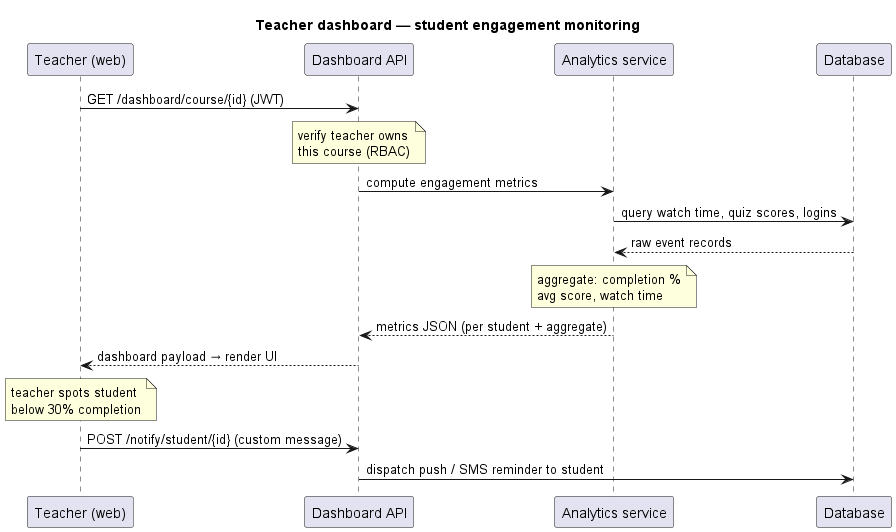 Teacher dashboard — student engagement monitoring
Teacher (web)
Dashboard API
Analytics service
Database
GET /dashboard/course/{id} (JWT)
verify teacher owns
this course (RBAC)
compute engagement metrics
query watch time, quiz scores, logins
raw event records
aggregate: completion %
avg score, watch time
metrics JSON (per student + aggregate)
dashboard payload → render UI
teacher spots student
below 30% completion
POST /notify/student/{id} (custom message)
dispatch push / SMS reminder to student
Teacher (web)
Dashboard API
Analytics service
Database